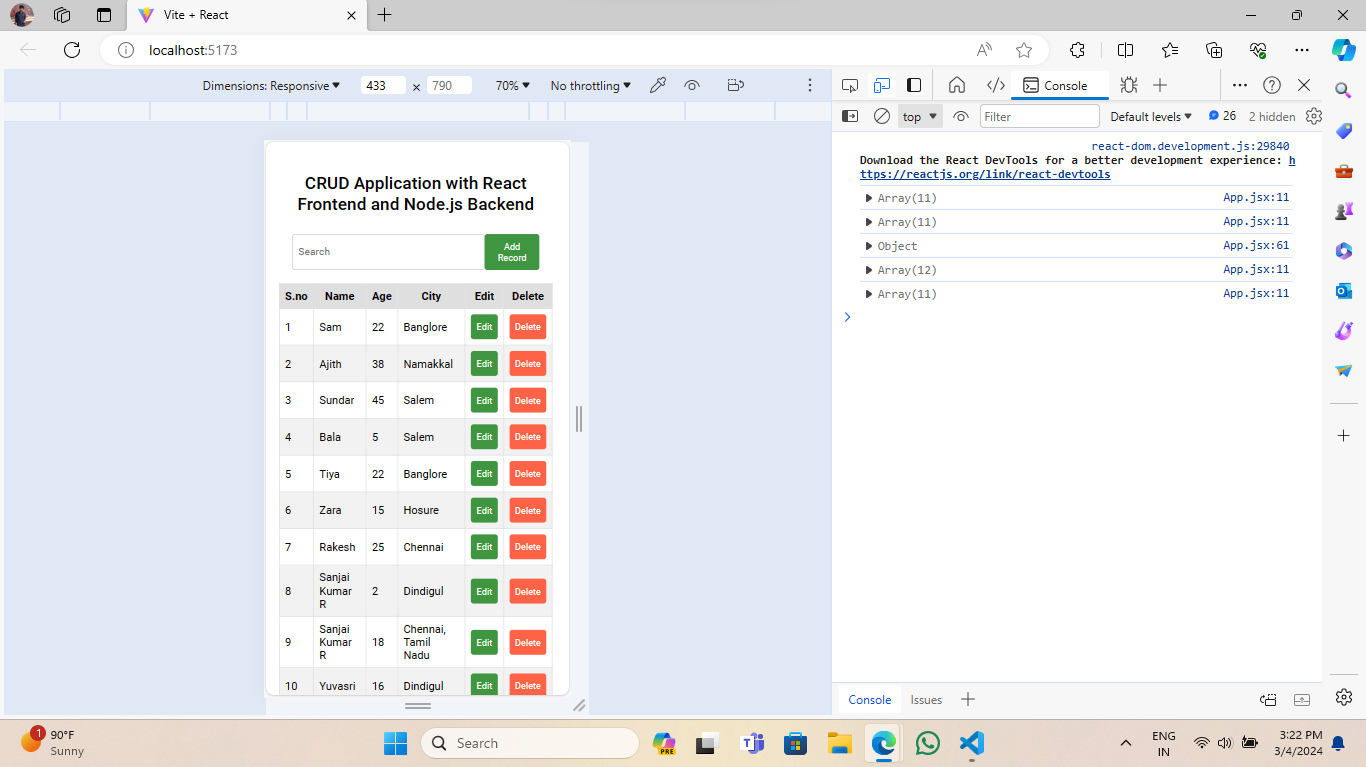 Vite + React
localhost:5173
Dimensions: Responsive 433 × 790 70% No throttling
Console
top Filter Default levels 26 2 hidden
react-dom.development.js:29840
Download the React DevTools for a better development experience: h
ttps://reactjs.org/link/react-devtools
Array(11) App.jsx:11
Array(11) App.jsx:11
Object App.jsx:61
Array(12) App.jsx:11
Array(11) App.jsx:11
CRUD Application with React
Frontend and Node.js Backend
Search
Add
Record
S.no Name Age City Edit Delete
1 Sam 22 Banglore Edit Delete
2 Ajith 38 Namakkal Edit Delete
3 Sundar 45 Salem Edit Delete
4 Bala 5 Salem Edit Delete
5 Tiya 22 Banglore Edit Delete
6 Zara 15 Hosure Edit Delete
7 Rakesh 25 Chennai Edit Delete
8 Sanjai
Kumar
R
2 Dindigul Edit Delete
9 Sanjai
Kumar
R
18 Chennai,
Tamil
Nadu
Edit Delete
10 Yuvasri 16 Dindigul Edit Delete
Console Issues
1
90°F
Sunny
Search
PRE
ENG
IN
3:22 PM
3/4/2024